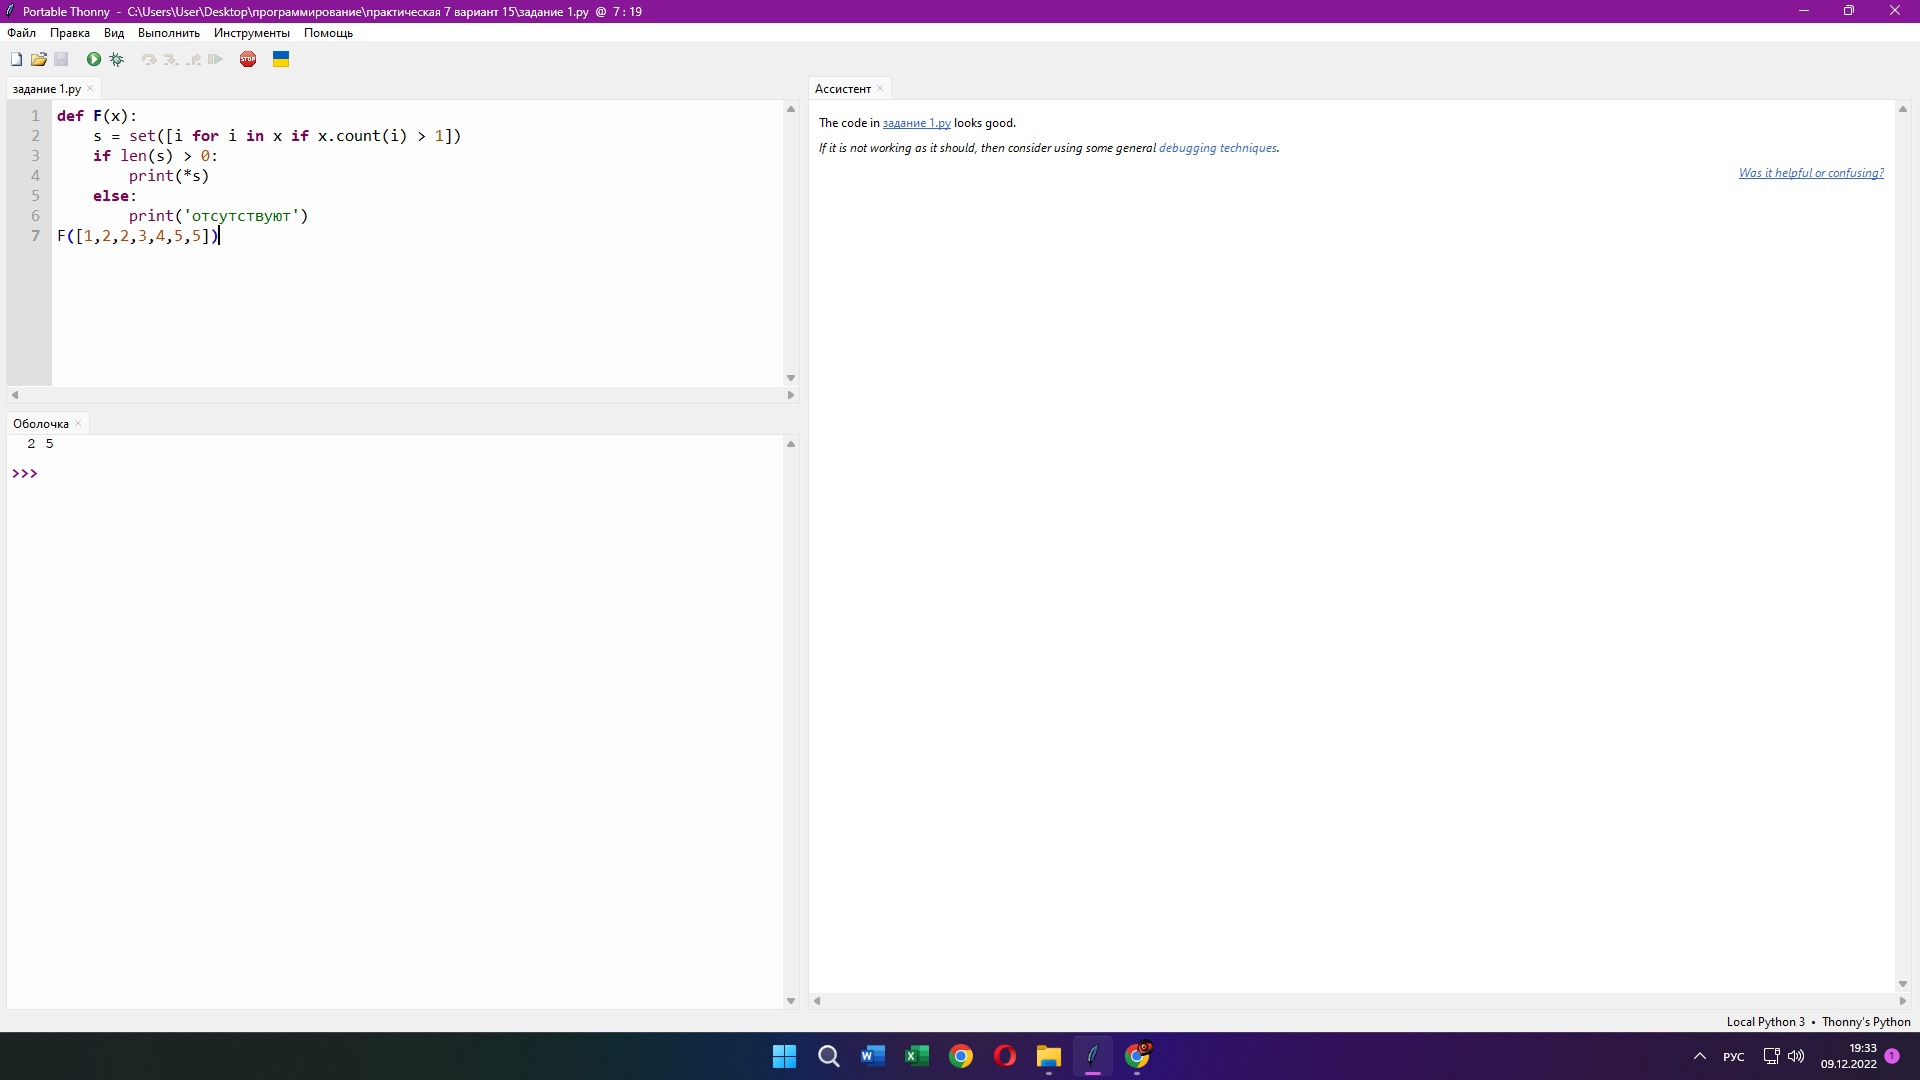 Portable Thonny - C:\Users\User\Desktop\программирование\практическая 7 вариант 15\задание 1.py @ 7 : 19
Файл Правка Вид Выполнить Инструменты Помощь
STOP
задание 1.py
1 def F(x):
2 s = set([i for i in x if x.count(i) > 1])
3 if len(s) > 0:
4 print(*s)
5 else:
6 print('отсутствуют')
7 F([1,2,2,3,4,5,5])
Оболочка
2 5
>>>
Ассистент
The code in задание 1.py looks good.
If it is not working as it should, then consider using some general debugging techniques.
Was it helpful or confusing?
Local Python 3 • Thonny's Python
РУС
19:33
09.12.2022
1